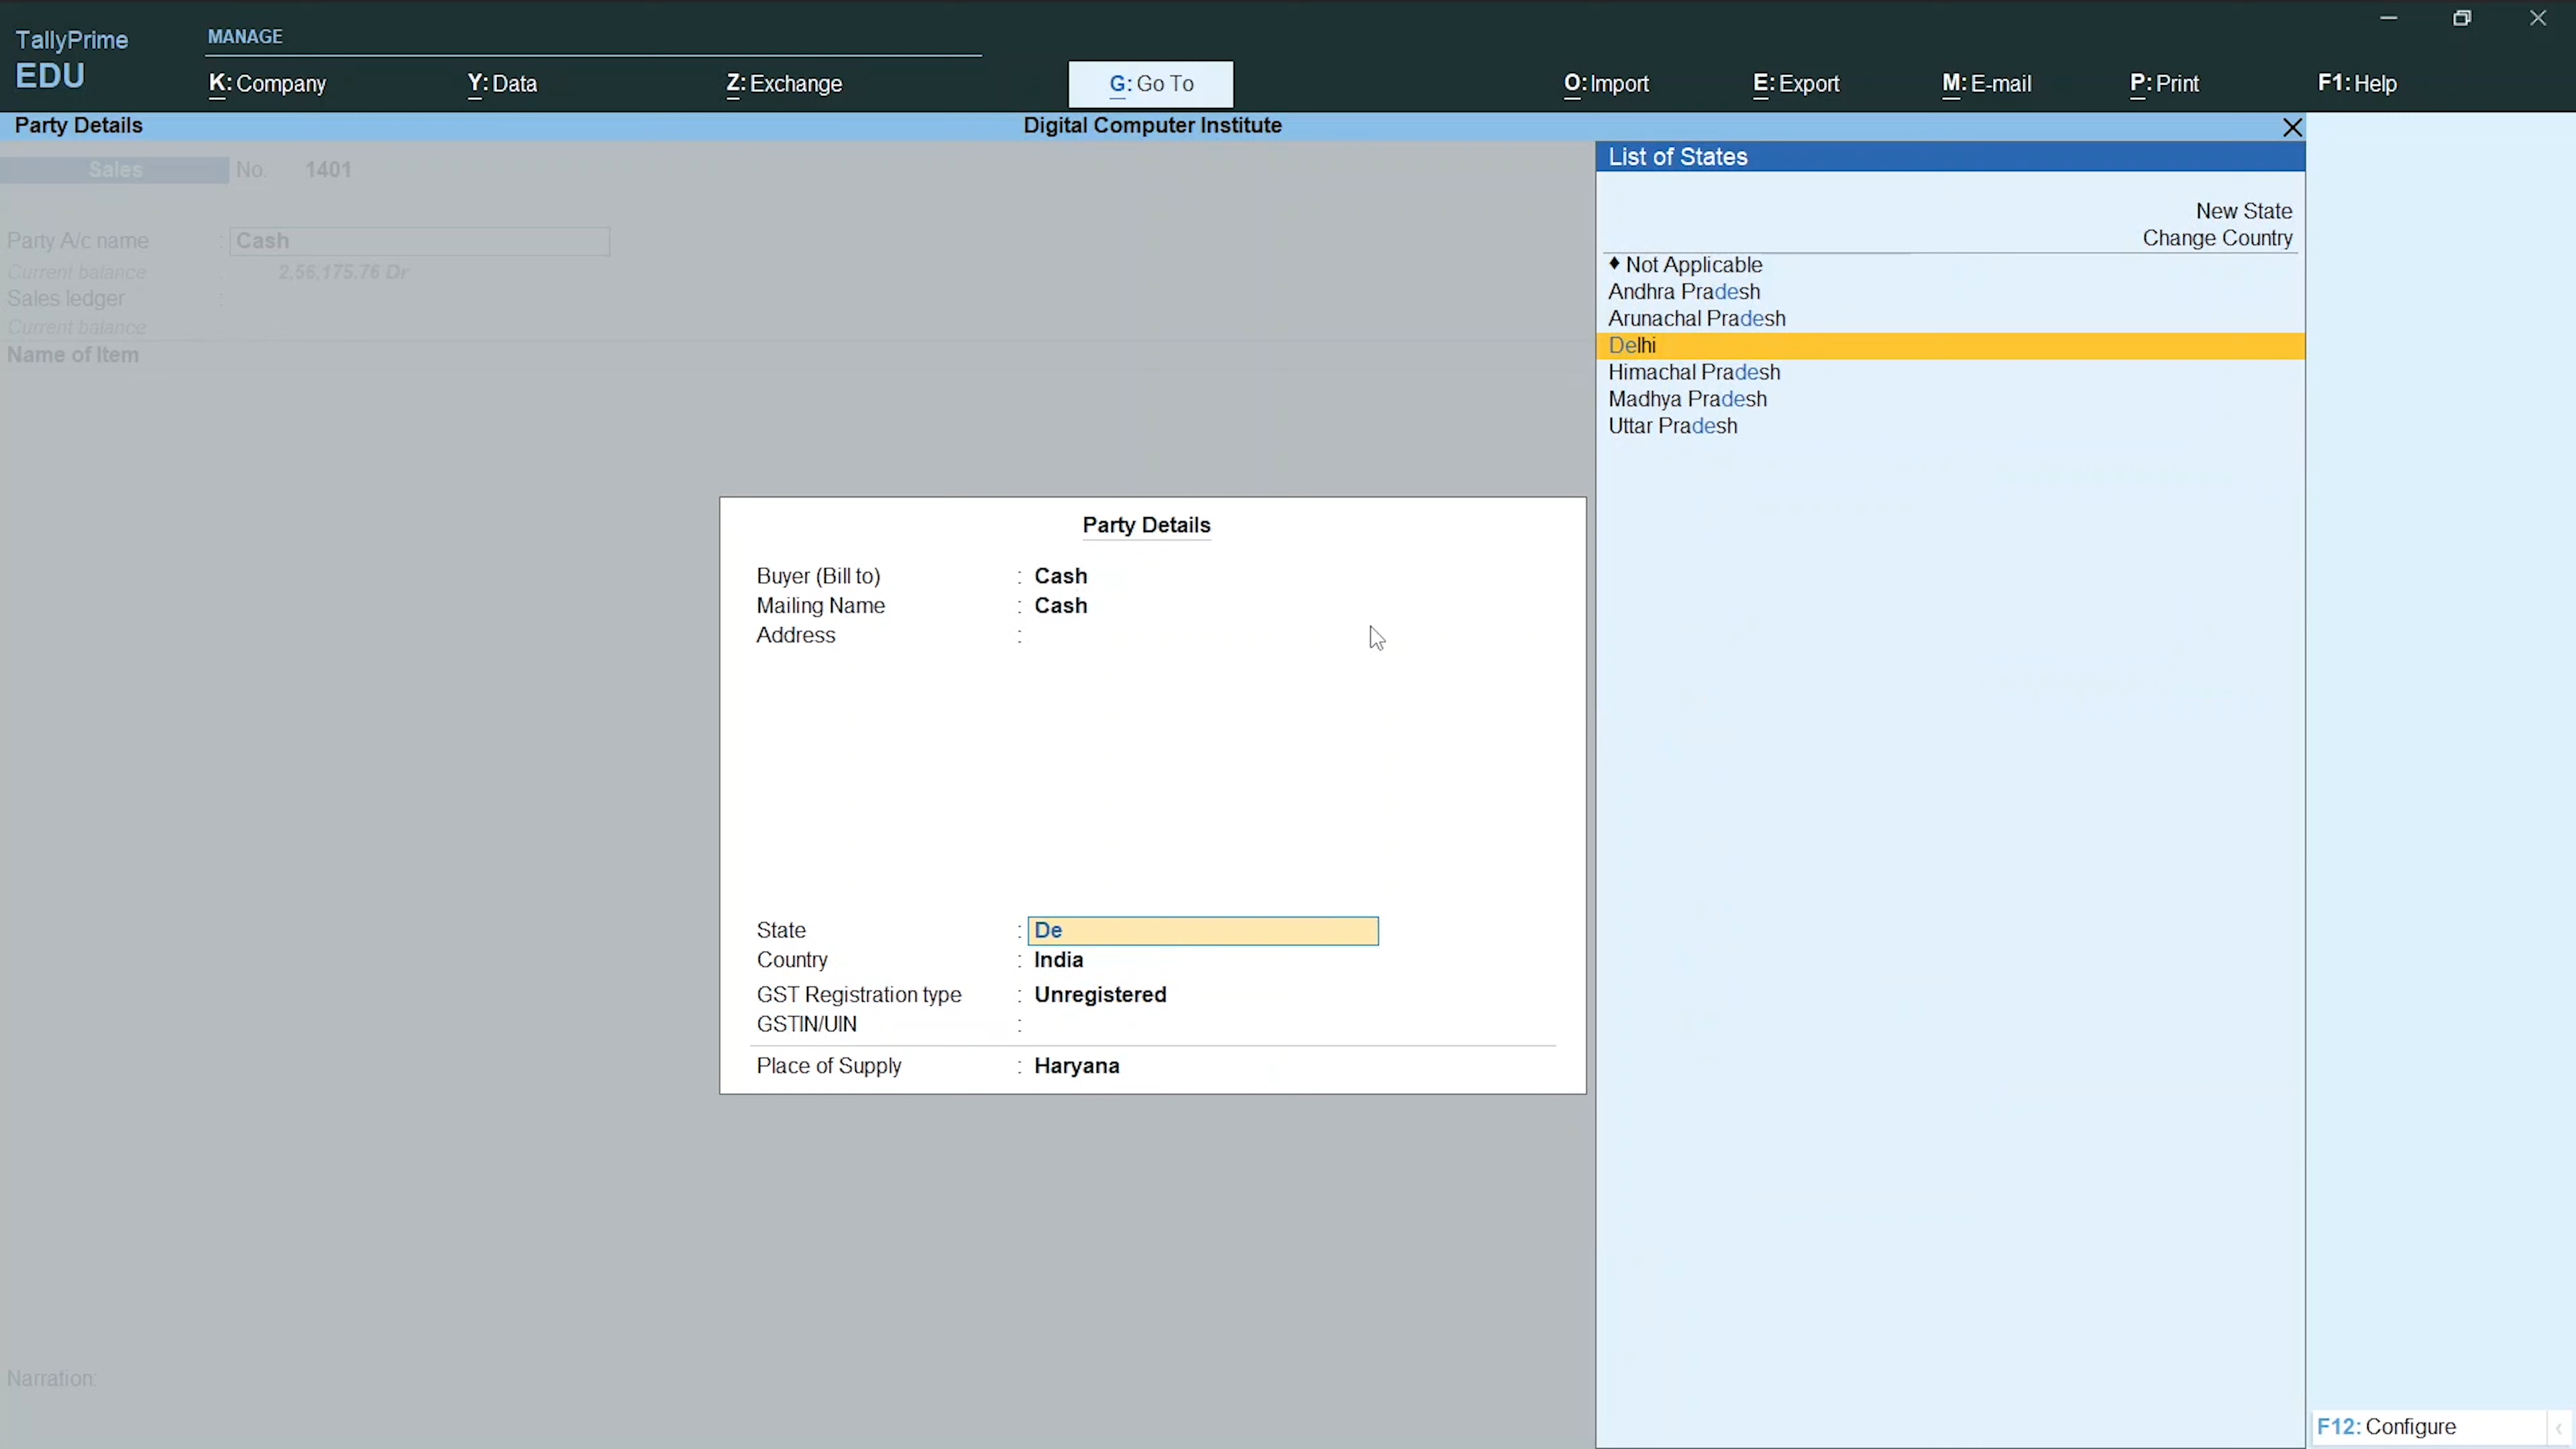 TallyPrime
EDU
MANAGE
K: Company
Y: Data
Z: Exchange
G: Go To
O: Import
E: Export
M: E-mail
P: Print
F1: Help
Party Details
Digital Computer Institute
Sales No. 1401
Party A/c name : Cash
Current balance : 2,56,175.76 Dr
Sales ledger :
Current balance
Name of Item
Party Details
Buyer (Bill to) : Cash
Mailing Name : Cash
Address :
State : De
Country : India
GST Registration type : Unregistered
GSTIN/UIN :
Place of Supply : Haryana
Narration:
List of States
New State
Change Country
♦ Not Applicable
Andhra Pradesh
Arunachal Pradesh
Delhi
Himachal Pradesh
Madhya Pradesh
Uttar Pradesh
F12: Configure